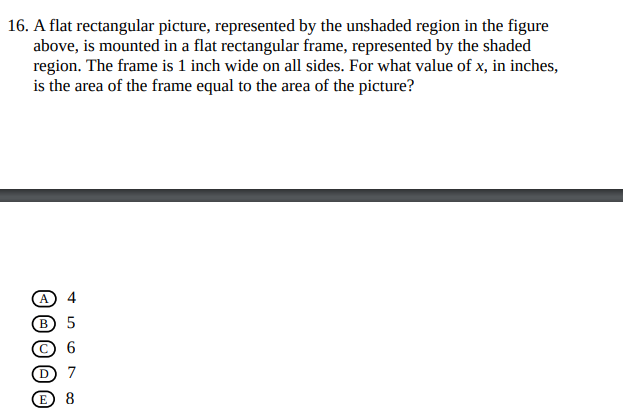 16. A flat rectangular picture, represented by the unshaded region in the figure
above, is mounted in a flat rectangular frame, represented by the shaded
region. The frame is 1 inch wide on all sides. For what value of x, in inches,
is the area of the frame equal to the area of the picture?
A 4
B 5
C 6
D 7
E 8